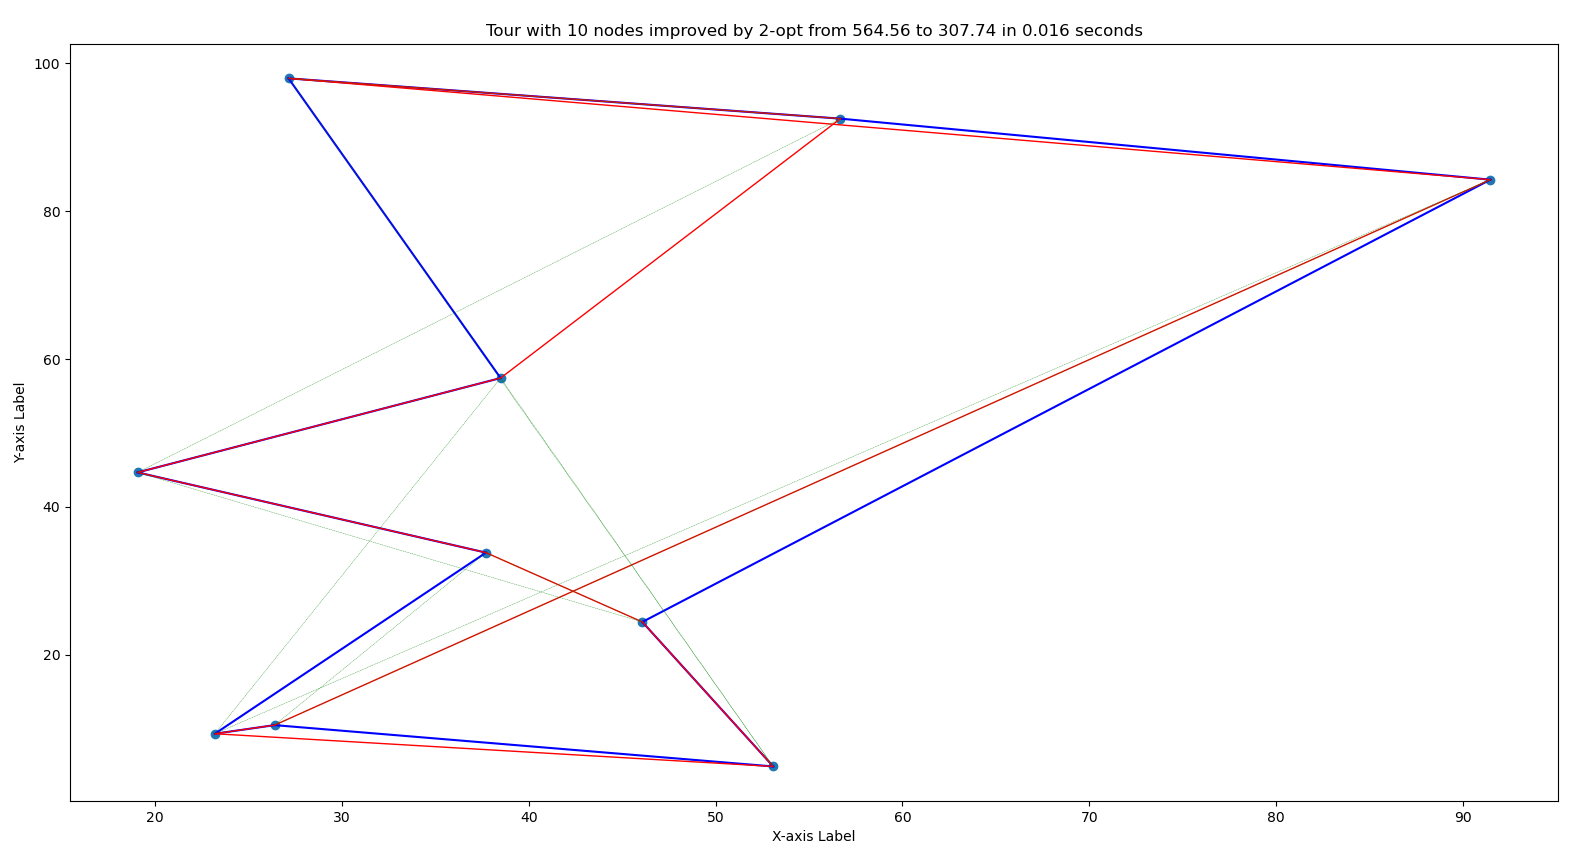 Tour with 10 nodes improved by 2-opt from 564.56 to 307.74 in 0.016 seconds
100
80
60
40
20
Y-axis Label
20 30 40 50 60 70 80 90
X-axis Label